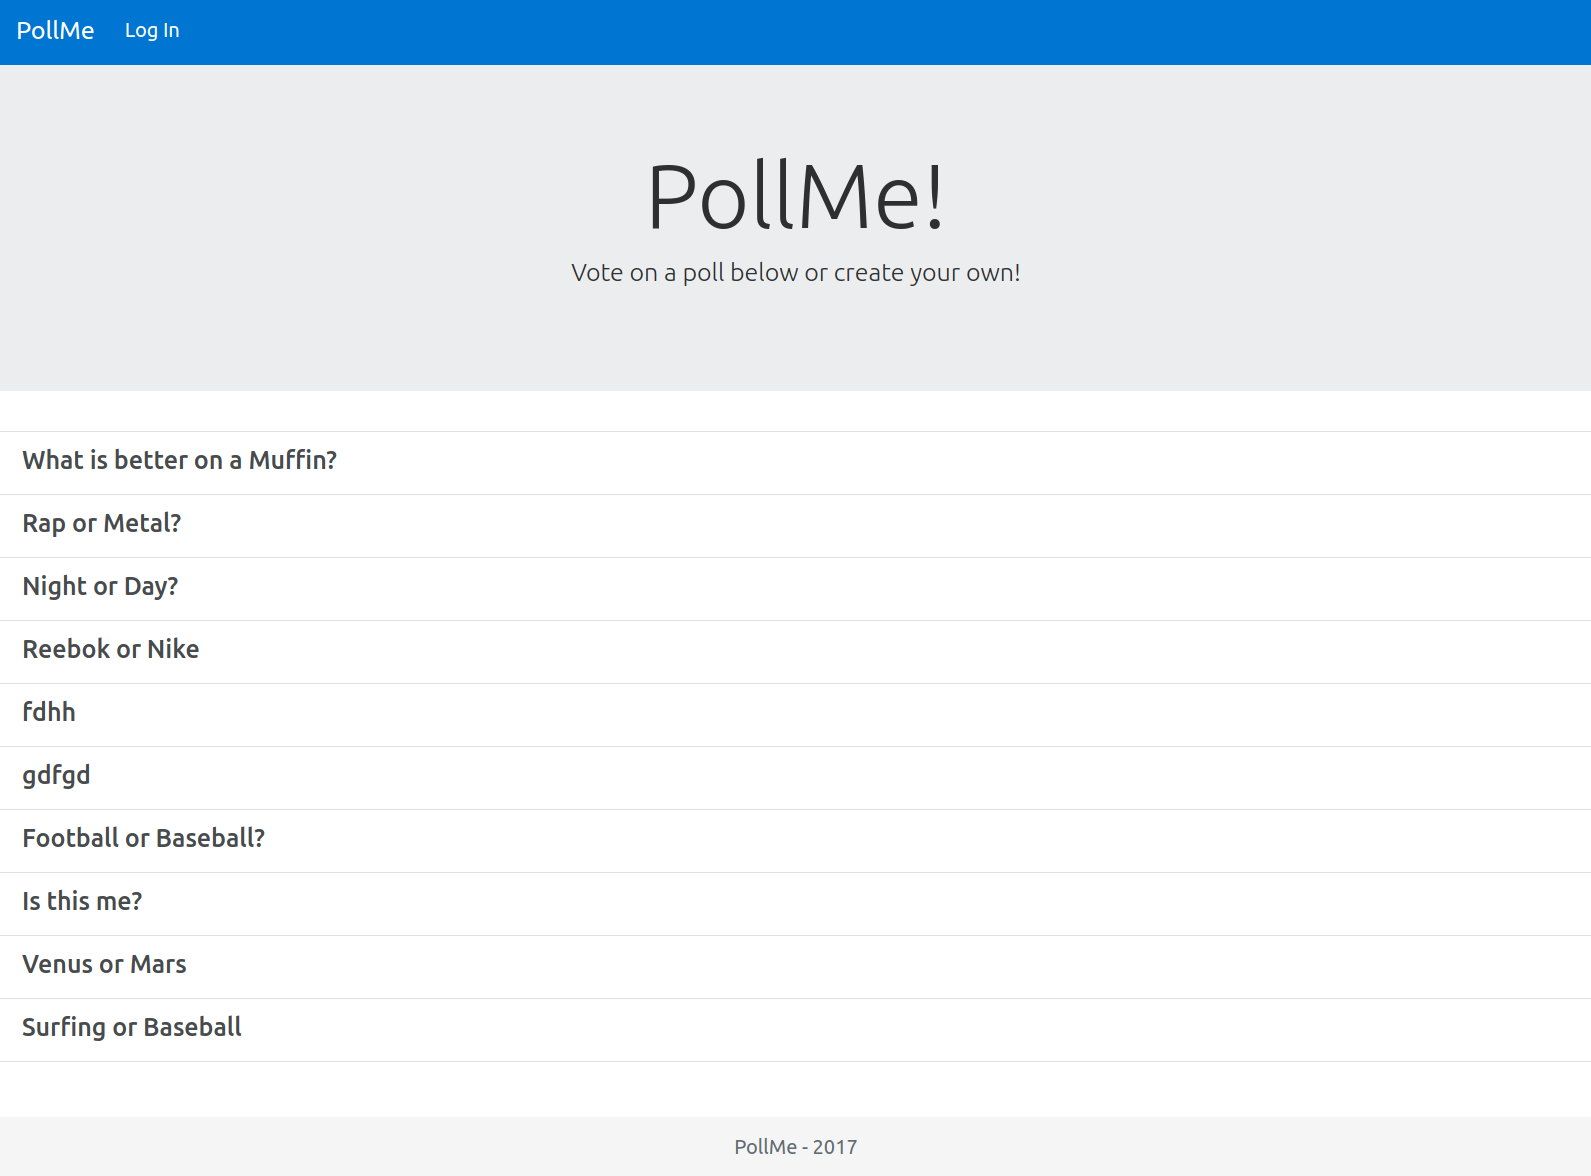 PollMe Log In
PollMe!
Vote on a poll below or create your own!
What is better on a Muffin?
Rap or Metal?
Night or Day?
Reebok or Nike
fdhh
gdfgd
Football or Baseball?
Is this me?
Venus or Mars
Surfing or Baseball
PollMe - 2017